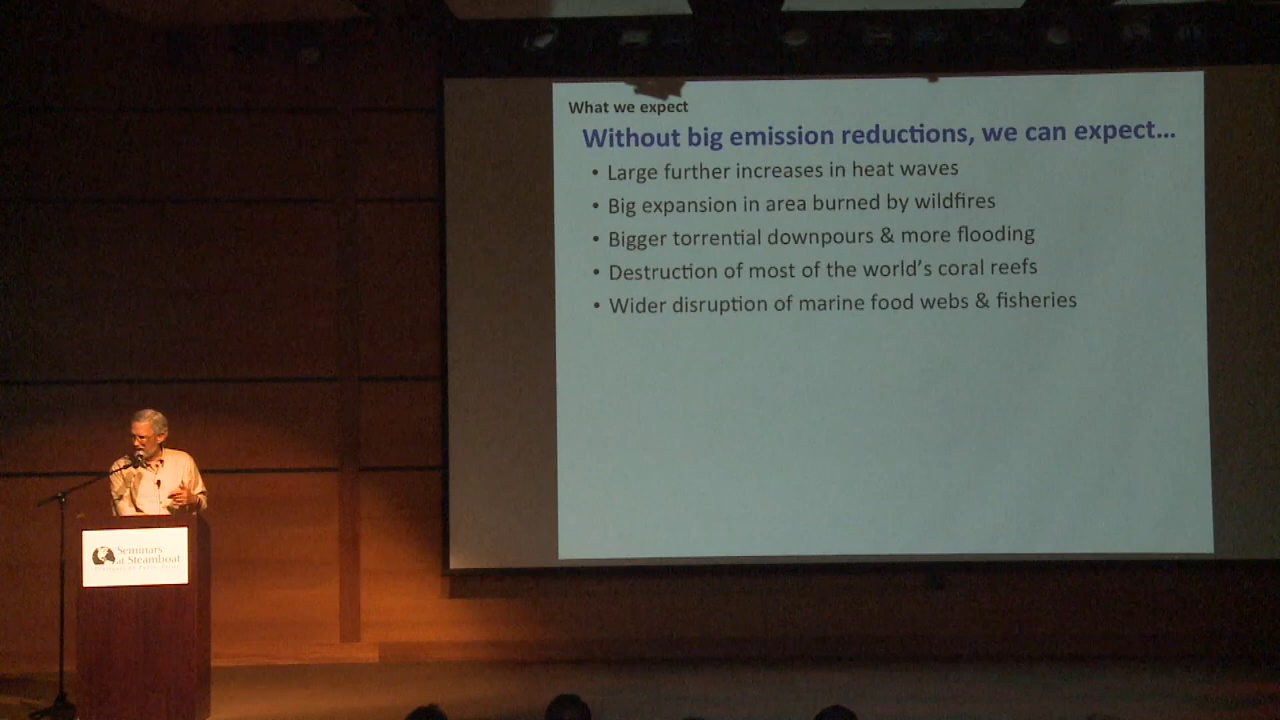 What we expect
Without big emission reductions, we can expect...
• Large further increases in heat waves
• Big expansion in area burned by wildfires
• Bigger torrential downpours & more flooding
• Destruction of most of the world's coral reefs
• Wider disruption of marine food webs & fisheries
Seminars
at Steamboat